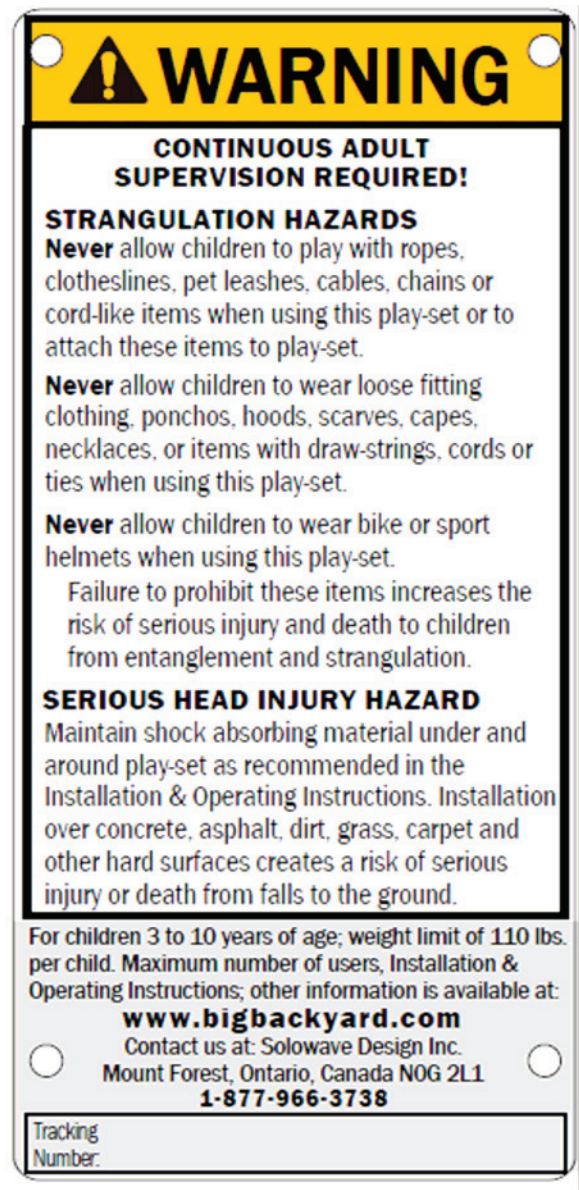 WARNING
CONTINUOUS ADULT
SUPERVISION REQUIRED!
STRANGULATION HAZARDS
Never allow children to play with ropes,
clotheslines, pet leashes, cables, chains or
cord-like items when using this play-set or to
attach these items to play-set.
Never allow children to wear loose fitting
clothing, ponchos, hoods, scarves, capes,
necklaces, or items with draw-strings, cords or
ties when using this play-set.
Never allow children to wear bike or sport
helmets when using this play-set.
Failure to prohibit these items increases the
risk of serious injury and death to children
from entanglement and strangulation.
SERIOUS HEAD INJURY HAZARD
Maintain shock absorbing material under and
around play-set as recommended in the
Installation & Operating Instructions. Installation
over concrete, asphalt, dirt, grass, carpet and
other hard surfaces creates a risk of serious
injury or death from falls to the ground.
For children 3 to 10 years of age; weight limit of 110 lbs.
per child. Maximum number of users, Installation &
Operating Instructions; other information is available at:
www.bigbackyard.com
Contact us at: Solowave Design Inc.
Mount Forest, Ontario, Canada N0G 2L1
1-877-966-3738
Tracking
Number: